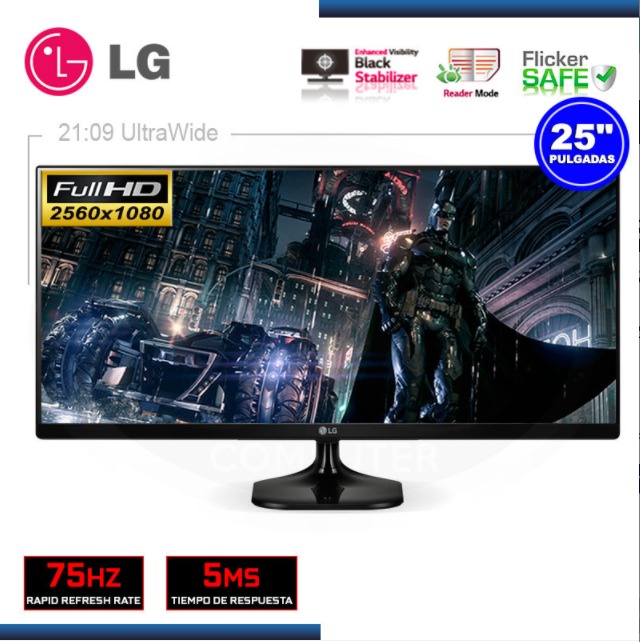 LG
Enhanced Visibility
Black
Stabilizer
Reader Mode
Flicker
SAFE
21:09 UltraWide
25"
PULGADAS
Full HD
2560x1080
LG
COMPUTER
75HZ
RAPID REFRESH RATE
5MS
TIEMPO DE RESPUESTA